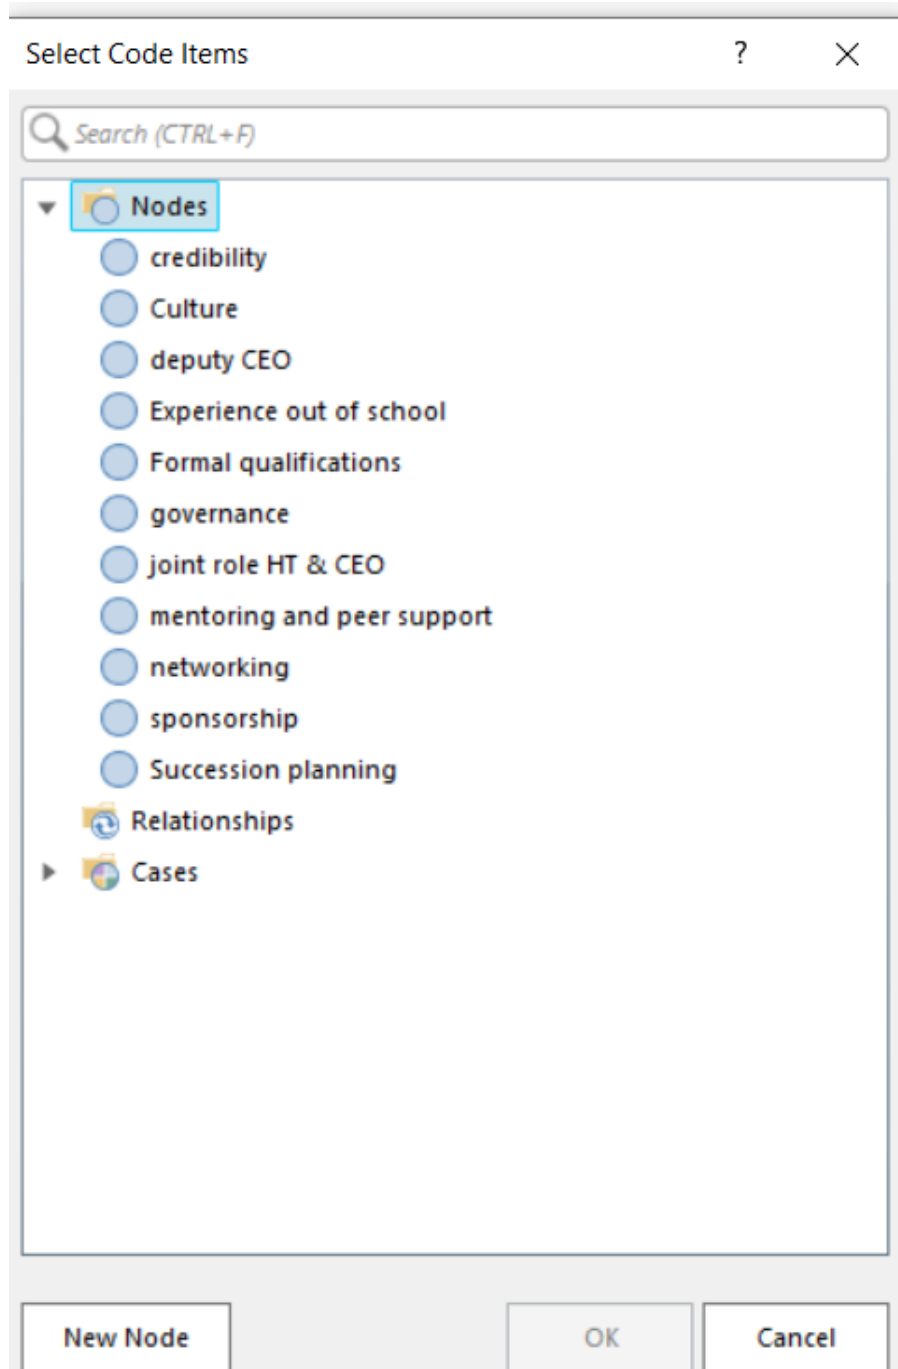 Select Code Items ?
Search (CTRL+F)
Nodes
credibility
Culture
deputy CEO
Experience out of school
Formal qualifications
governance
joint role HT & CEO
mentoring and peer support
networking
sponsorship
Succession planning
Relationships
Cases
New Node OK Cancel